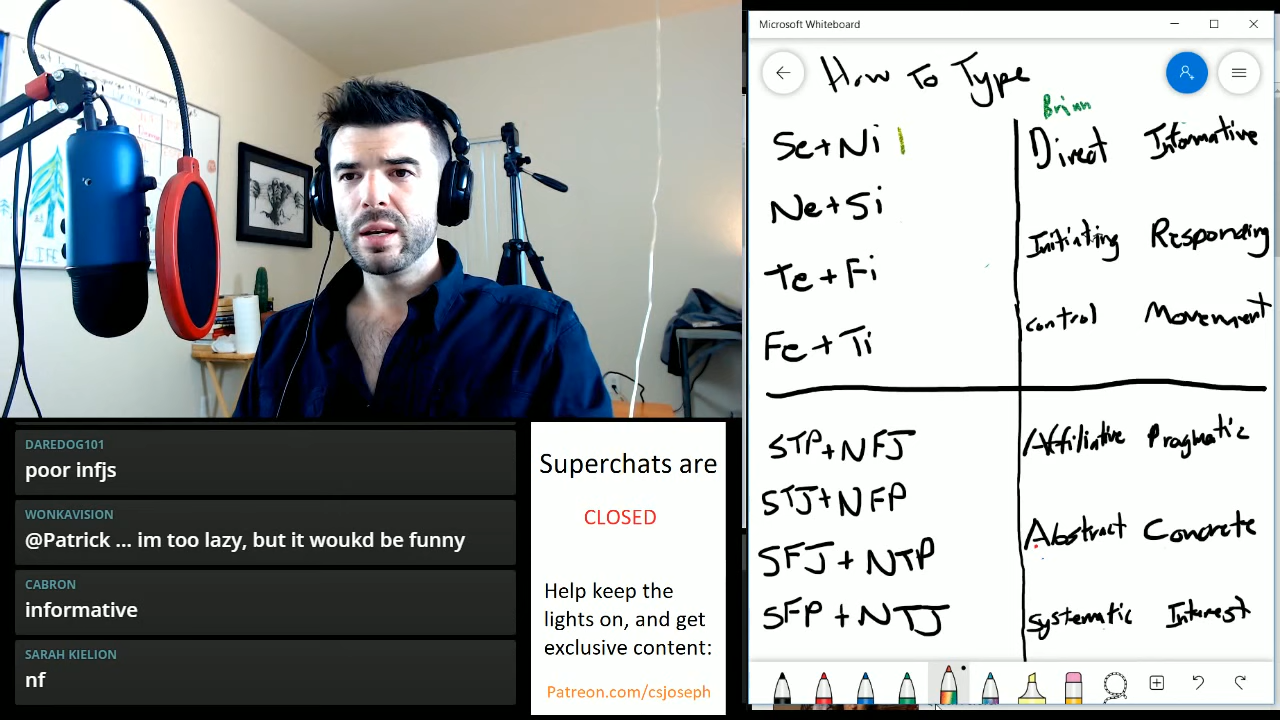 Microsoft Whiteboard
How To Type
Brian
Se+Ni
Direct Informative
Ne+Si
Initiating Responding
Te + Fi
control Movement
Fe + Ti
STP+NFJ
Affiliative Pragmatic
STJ+NFP
Abstract Concrete
SFJ + NTP
SFP + NTJ
Systematic Interest
LIFE
DAREDOG101
poor infjs
WONKAVISION
@Patrick ... im too lazy, but it woukd be funny
CABRON
informative
SARAH KIELION
nf
Superchats are
CLOSED
Help keep the
lights on, and get
exclusive content:
Patreon.com/csjoseph